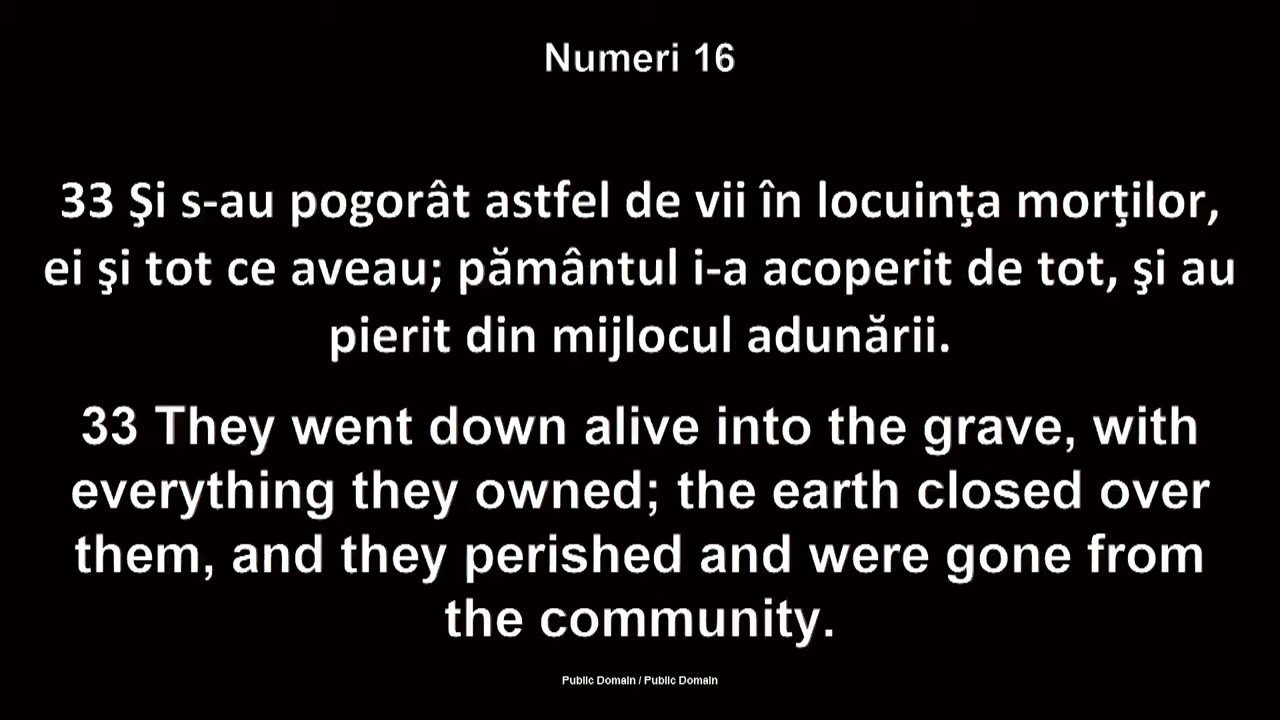 Numeri 16
33 Şi s-au pogorât astfel de vii în locuinţa morţilor,
ei şi tot ce aveau; pământul i-a acoperit de tot, şi au
pierit din mijlocul adunării.
33 They went down alive into the grave, with
everything they owned; the earth closed over
them, and they perished and were gone from
the community.
Public Domain / Public Domain